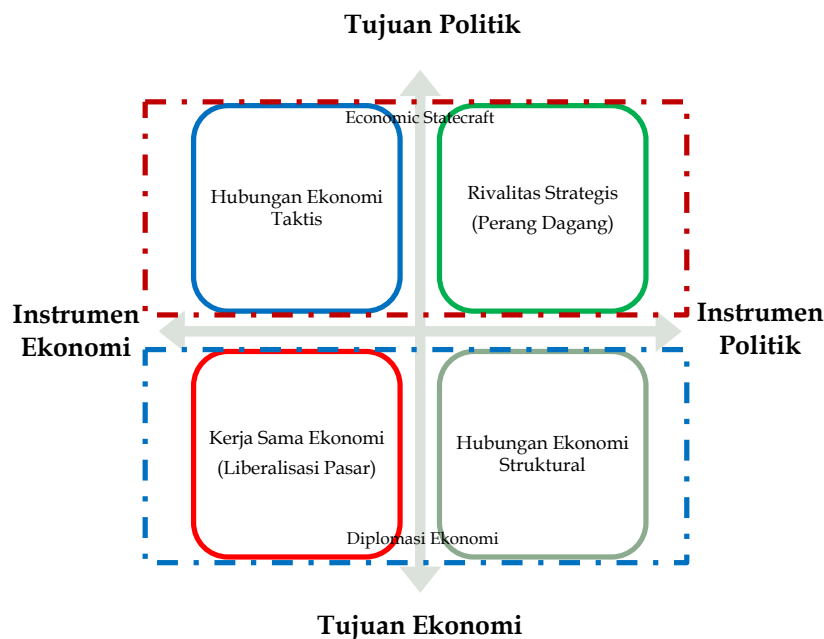 Tujuan Politik
Economic Statecraft
Hubungan Ekonomi
Taktis
Rivalitas Strategis
(Perang Dagang)
Instrumen
Ekonomi
Instrumen
Politik
Kerja Sama Ekonomi
(Liberalisasi Pasar)
Hubungan Ekonomi
Struktural
Diplomasi Ekonomi
Tujuan Ekonomi